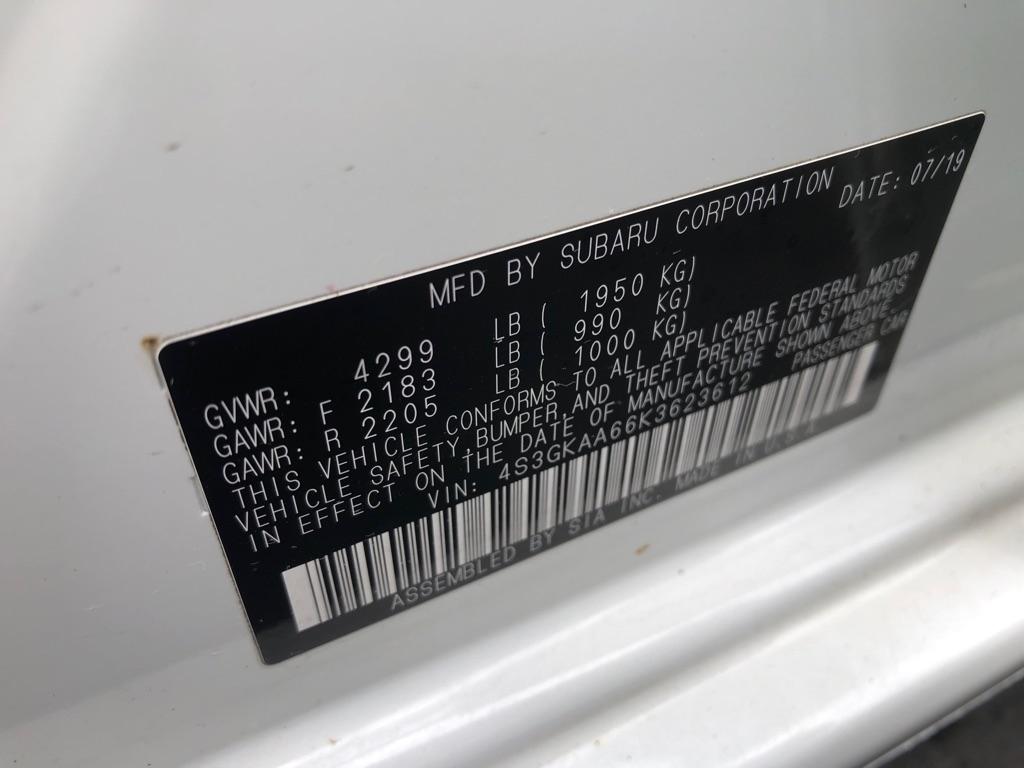 MFD BY SUBARU CORPORATION DATE: 07/19
GVWR: 4299 LB ( 1950 KG)
GAWR: F 2183 LB ( 990 KG)
GAWR: R 2205 LB ( 1000 KG)
THIS VEHICLE CONFORMS TO ALL APPLICABLE FEDERAL MOTOR
VEHICLE SAFETY, BUMPER, AND THEFT PREVENTION STANDARDS
IN EFFECT ON THE DATE OF MANUFACTURE SHOWN ABOVE.
VIN: 4S3GKAA66K3623612 PASSENGER CAR
ASSEMBLED BY SIA INC. MADE IN U.S.A